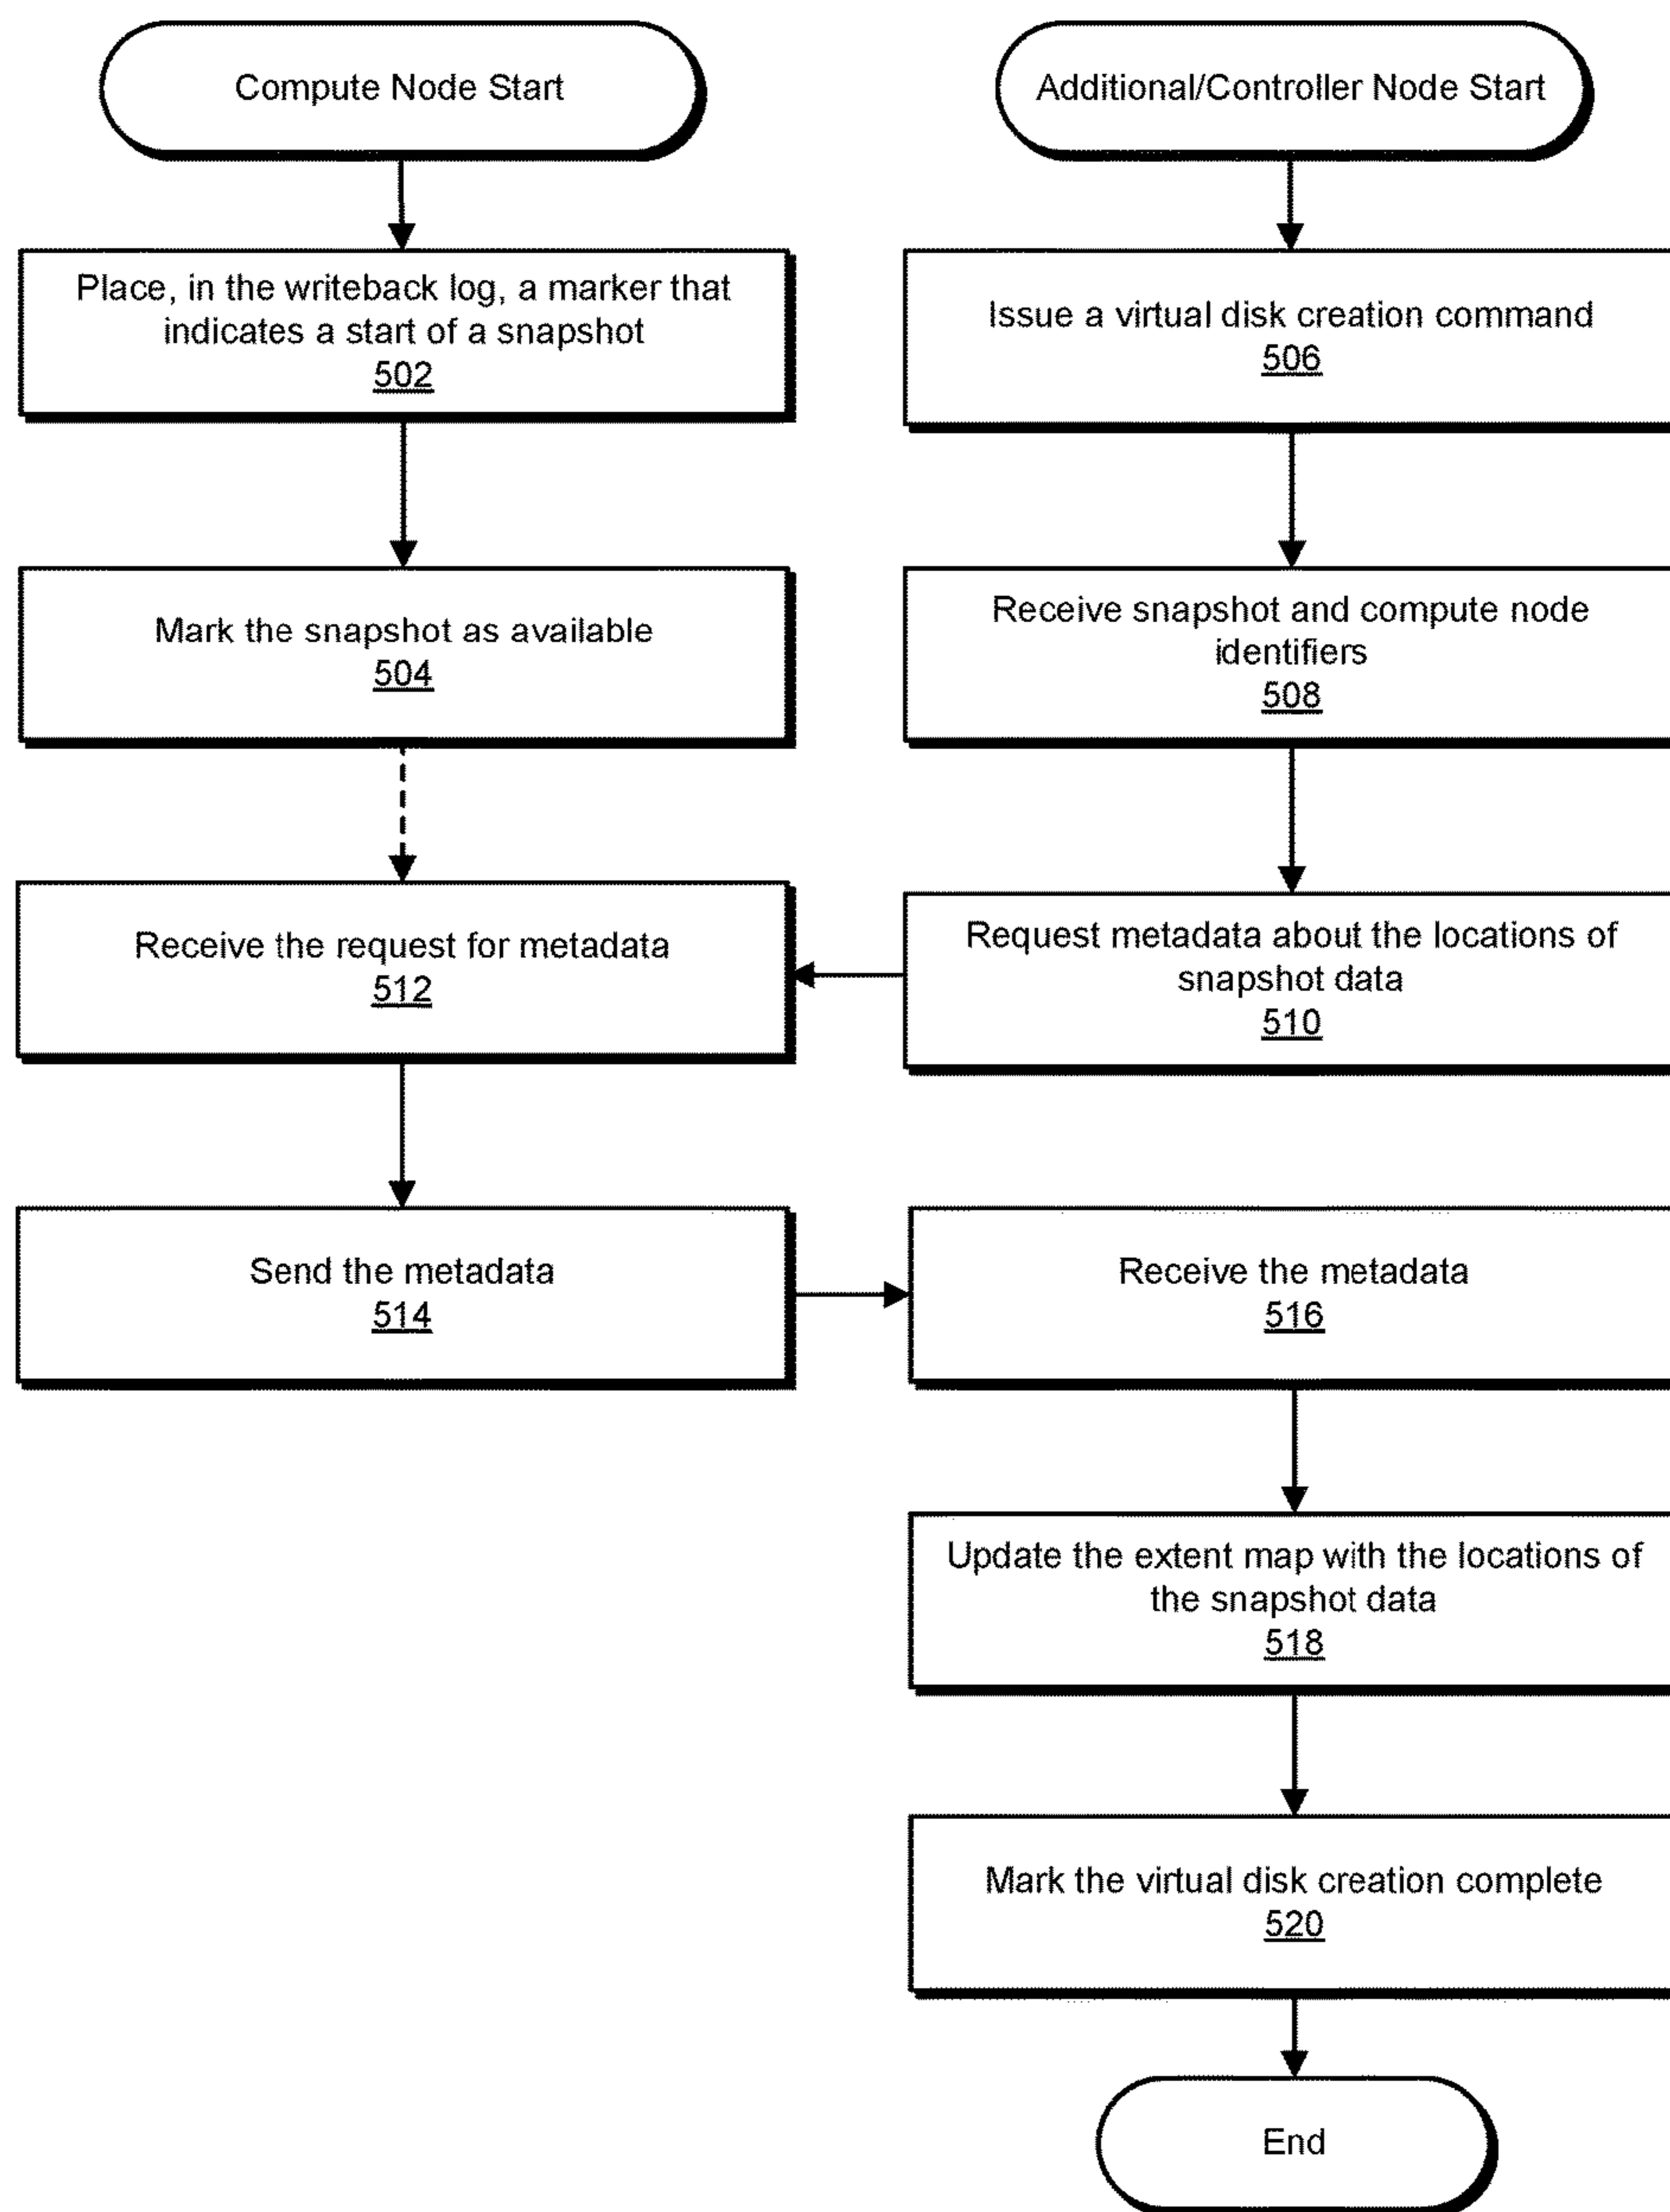 Compute Node Start
Additional/Controller Node Start
Place, in the writeback log, a marker that
indicates a start of a snapshot
502
Issue a virtual disk creation command
506
Mark the snapshot as available
504
Receive snapshot and compute node
identifiers
508
Receive the request for metadata
512
Request metadata about the locations of
snapshot data
510
Send the metadata
514
Receive the metadata
516
Update the extent map with the locations of
the snapshot data
518
Mark the virtual disk creation complete
520
End